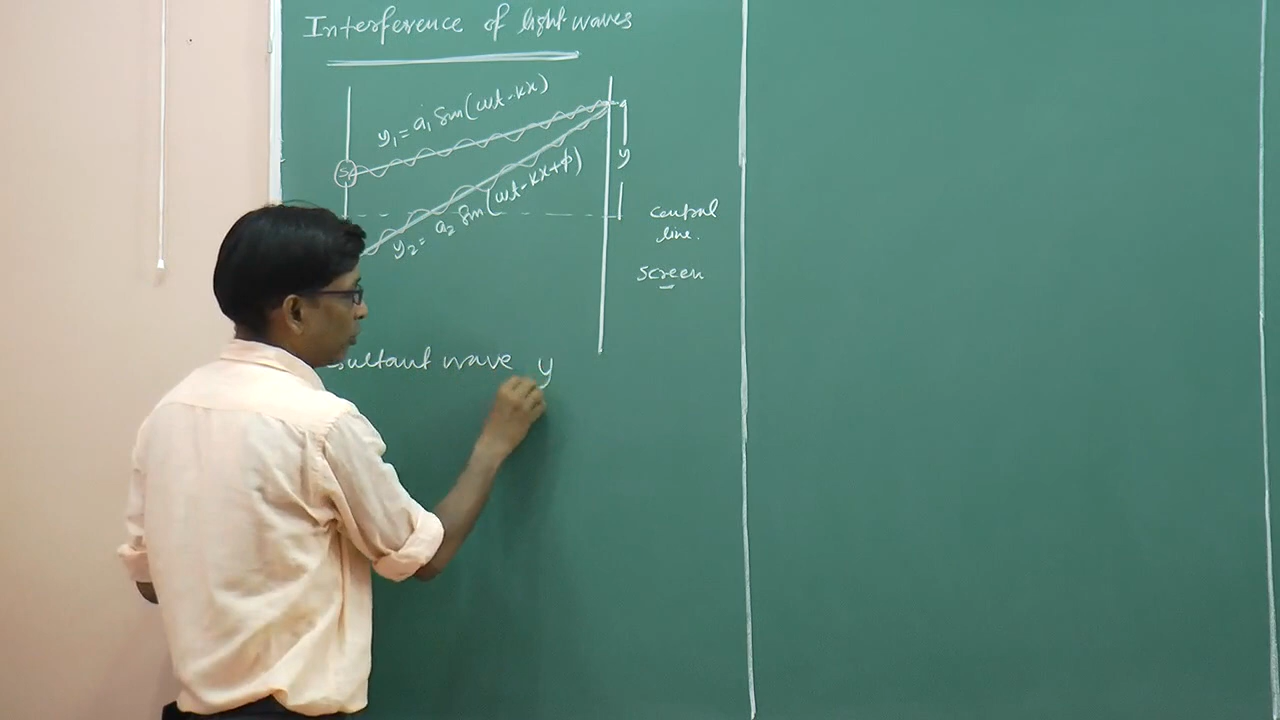 Interference of light waves
y₁ = a₁ sin(ωt-kx)
S₁
y
y₂ = a₂ sin(ωt-kx+φ)
central
line.
screen
sultant wave y